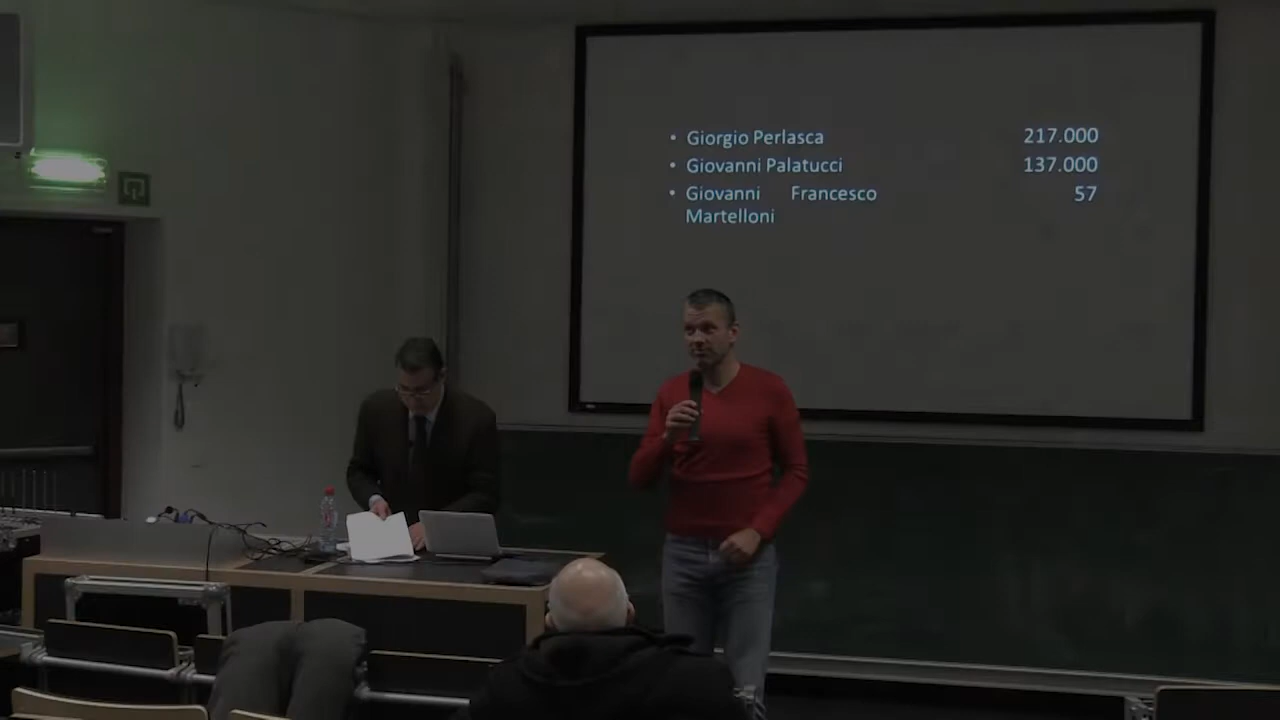 • Giorgio Perlasca 217.000
• Giovanni Palatucci 137.000
• Giovanni Francesco 57
Martelloni